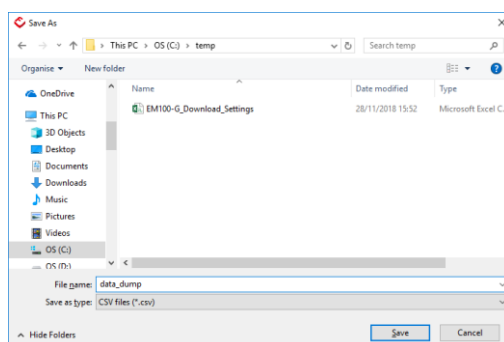 Save As
This PC > OS (C:) > temp
Search temp
Organise
New folder
Name
Date modified
Type
OneDrive
EM100-G_Download_Settings
28/11/2018 15:52
Microsoft Excel C
This PC
3D Objects
Desktop
Documents
Downloads
Music
Pictures
Videos
OS (C:)
OS (D:)
File name: data_dump
Save as type: CSV files (*.csv)
Hide Folders
Save
Cancel